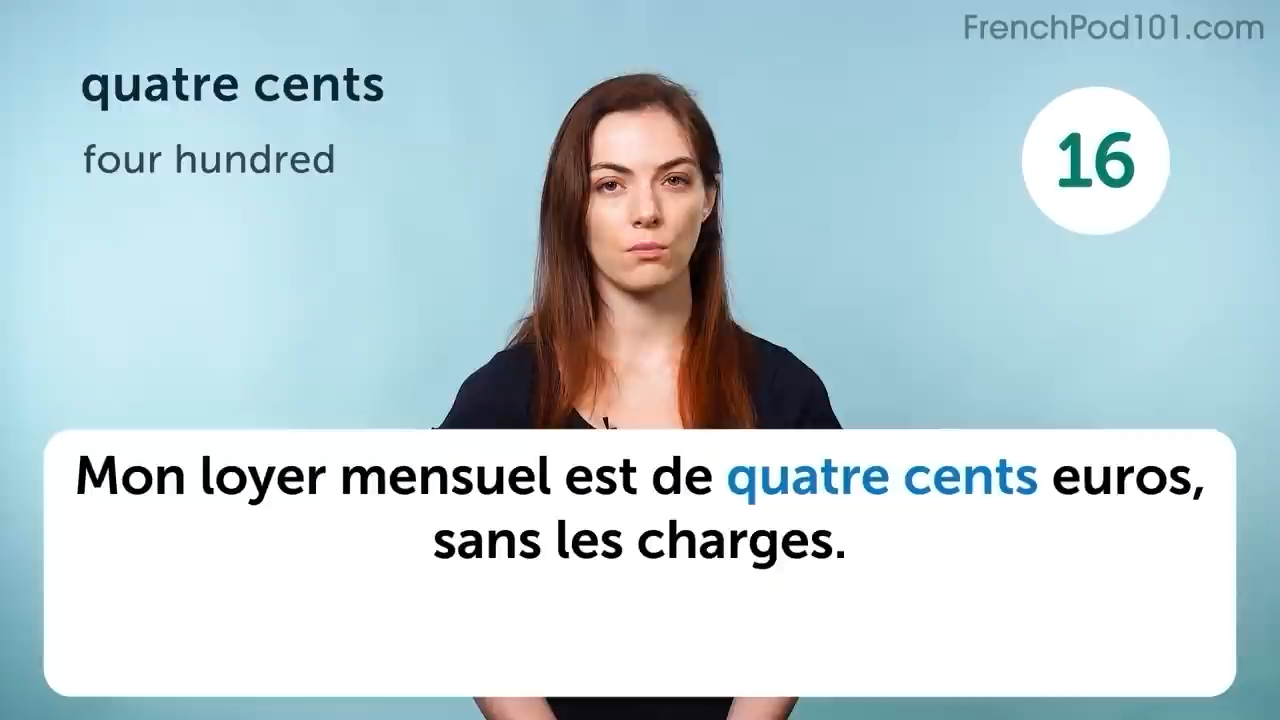 FrenchPod101.com
quatre cents
four hundred
16
Mon loyer mensuel est de quatre cents euros,
sans les charges.